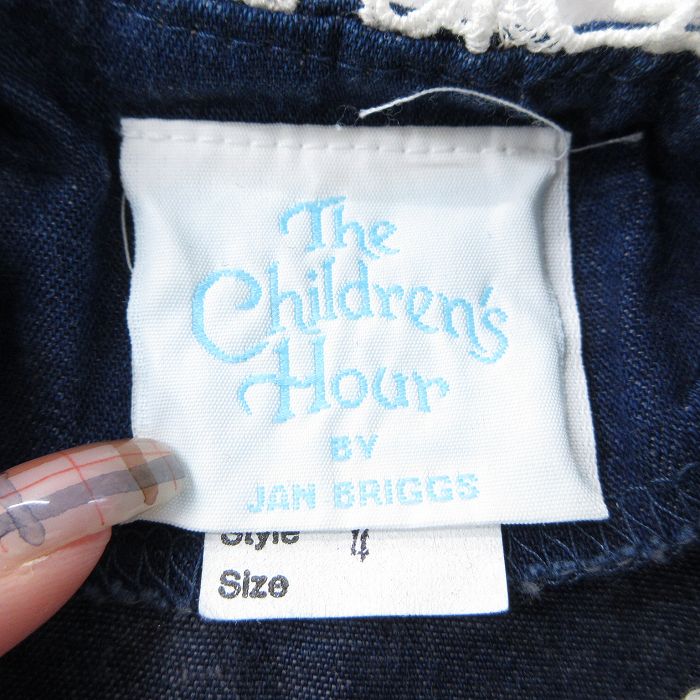 The
Children's
Hour
BY
JAN BRIGGS
Style 4
Size